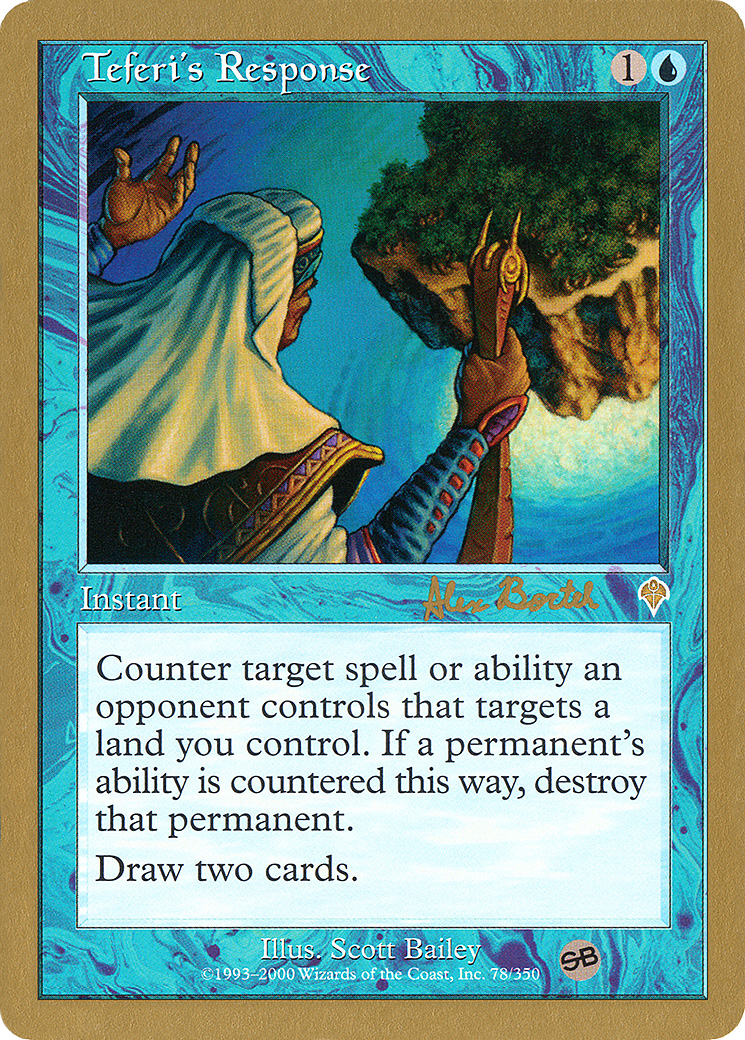 Teferi's Response 1
Instant Alex Borteh
Counter target spell or ability an
opponent controls that targets a
land you control. If a permanent's
ability is countered this way, destroy
that permanent.
Draw two cards.
Illus. Scott Bailey
©1993–2000 Wizards of the Coast, Inc. 78/350
SB